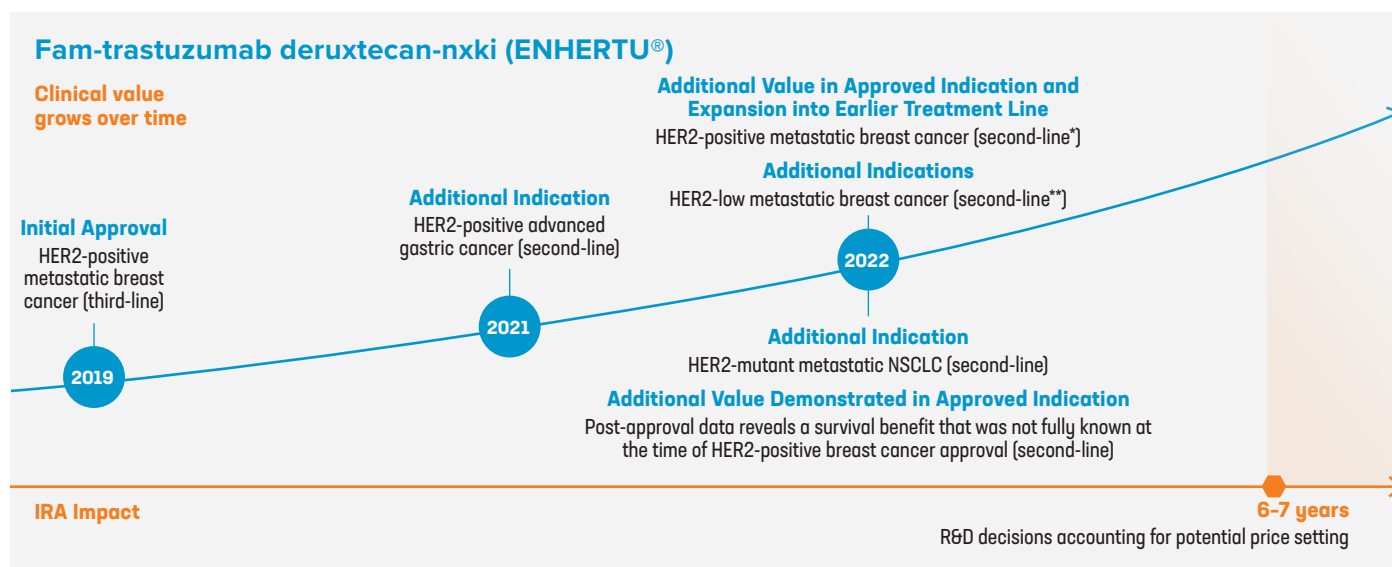 Fam-trastuzumab deruxtecan-nxki (ENHERTU®)
Clinical value
grows over time
Initial Approval
HER2-positive
metastatic breast
cancer (third-line)
2019
Additional Indication
HER2-positive advanced
gastric cancer (second-line)
2021
Additional Value in Approved Indication and
Expansion into Earlier Treatment Line
HER2-positive metastatic breast cancer (second-line*)
Additional Indications
HER2-low metastatic breast cancer (second-line**)
2022
Additional Indication
HER2-mutant metastatic NSCLC (second-line)
Additional Value Demonstrated in Approved Indication
Post-approval data reveals a survival benefit that was not fully known at
the time of HER2-positive breast cancer approval (second-line)
IRA Impact
6-7 years
R&D decisions accounting for potential price setting